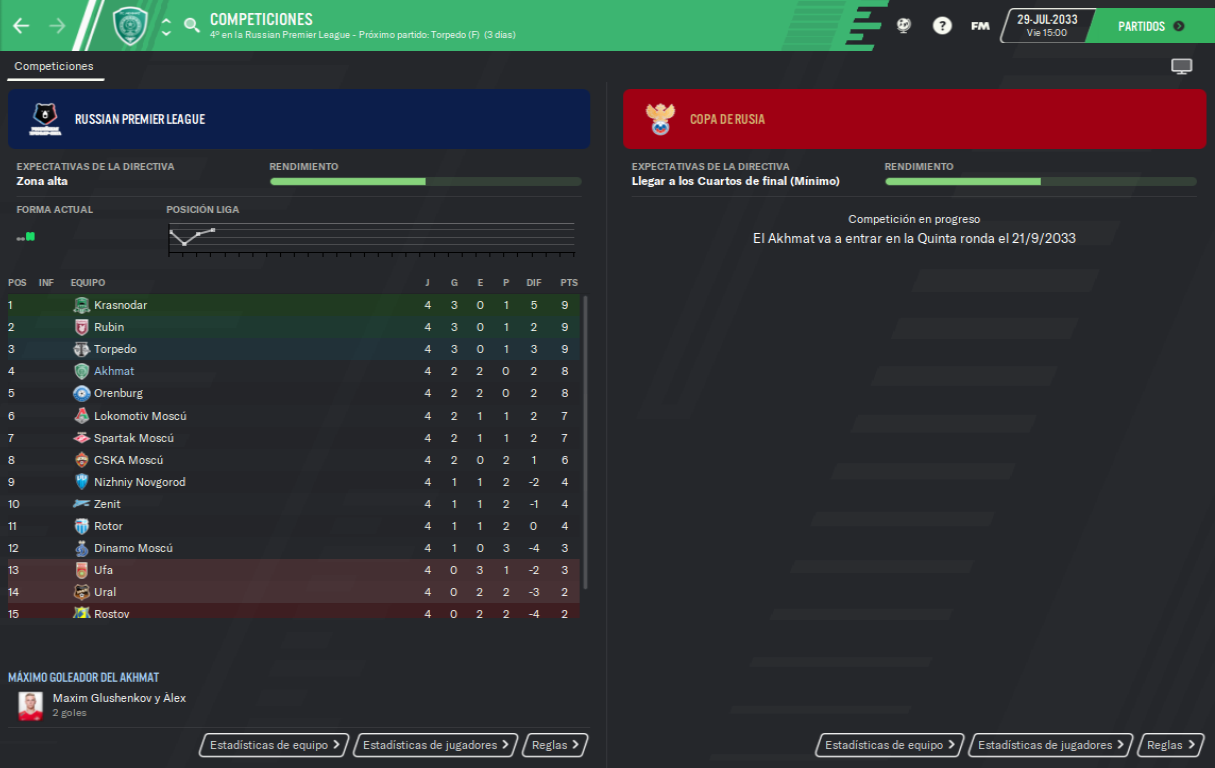 COMPETICIONES
4º en la Russian Premier League - Próximo partido: Torpedo (F) (3 días)
?
FM
29-JUL-2033
Vie 15:00
PARTIDOS
Competiciones
RUSSIAN PREMIER LEAGUE
EXPECTATIVAS DE LA DIRECTIVA
RENDIMIENTO
Zona alta
FORMA ACTUAL
POSICIÓN LIGA
POS INF EQUIPO J G E P DIF PTS
1 Krasnodar 4 3 0 1 5 9
2 Rubin 4 3 0 1 2 9
3 Torpedo 4 3 0 1 3 9
4 Akhmat 4 2 2 0 2 8
5 Orenburg 4 2 2 0 2 8
6 Lokomotiv Moscú 4 2 1 1 2 7
7 Spartak Moscú 4 2 1 1 2 7
8 CSKA Moscú 4 2 0 2 1 6
9 Nizhniy Novgorod 4 1 1 2 -2 4
10 Zenit 4 1 1 2 -1 4
11 Rotor 4 1 1 2 0 4
12 Dinamo Moscú 4 1 0 3 -4 3
13 Ufa 4 0 3 1 -2 3
14 Ural 4 0 2 2 -3 2
15 Rostov 4 0 2 2 -4 2
MÁXIMO GOLEADOR DEL AKHMAT
Maxim Glushenkov y Àlex
2 goles
Estadísticas de equipo
Estadísticas de jugadores
Reglas
COPA DE RUSIA
EXPECTATIVAS DE LA DIRECTIVA
RENDIMIENTO
Llegar a los Cuartos de final (Mínimo)
Competición en progreso
El Akhmat va a entrar en la Quinta ronda el 21/9/2033
Estadísticas de equipo
Estadísticas de jugadores
Reglas